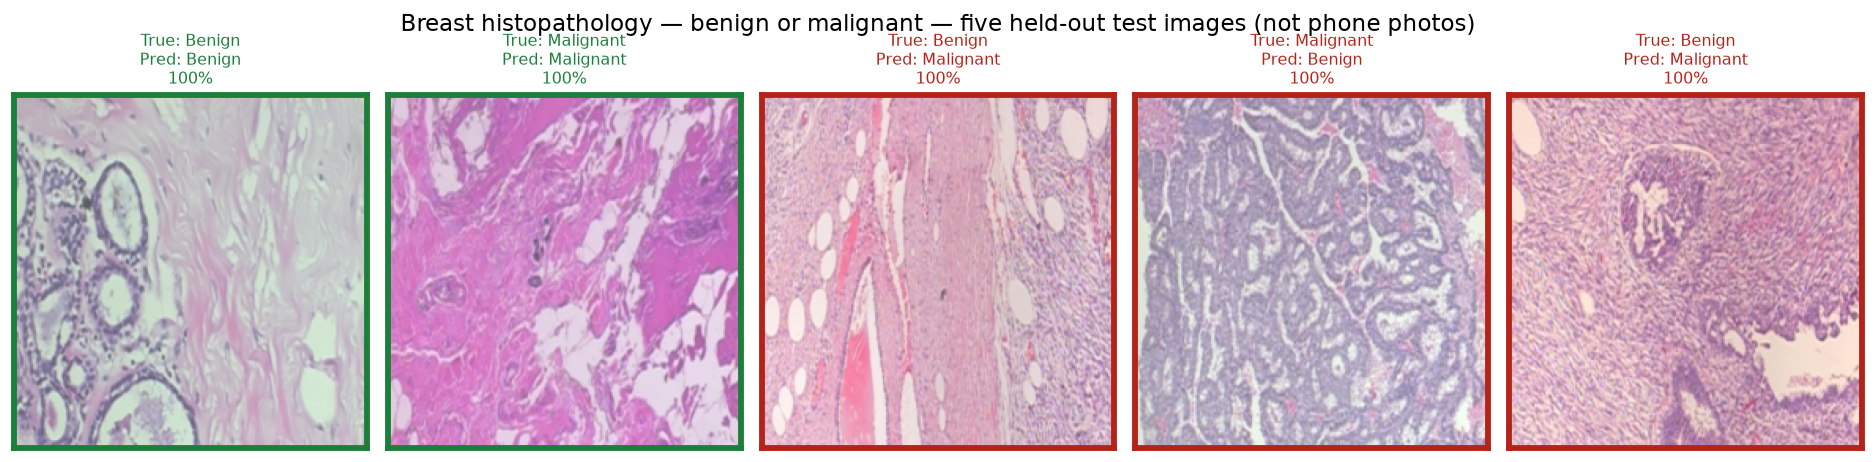 Breast histopathology — benign or malignant — five held-out test images (not phone photos)
True: Benign
Pred: Benign
100%
True: Malignant
Pred: Malignant
100%
True: Benign
Pred: Malignant
100%
True: Malignant
Pred: Benign
100%
True: Benign
Pred: Malignant
100%